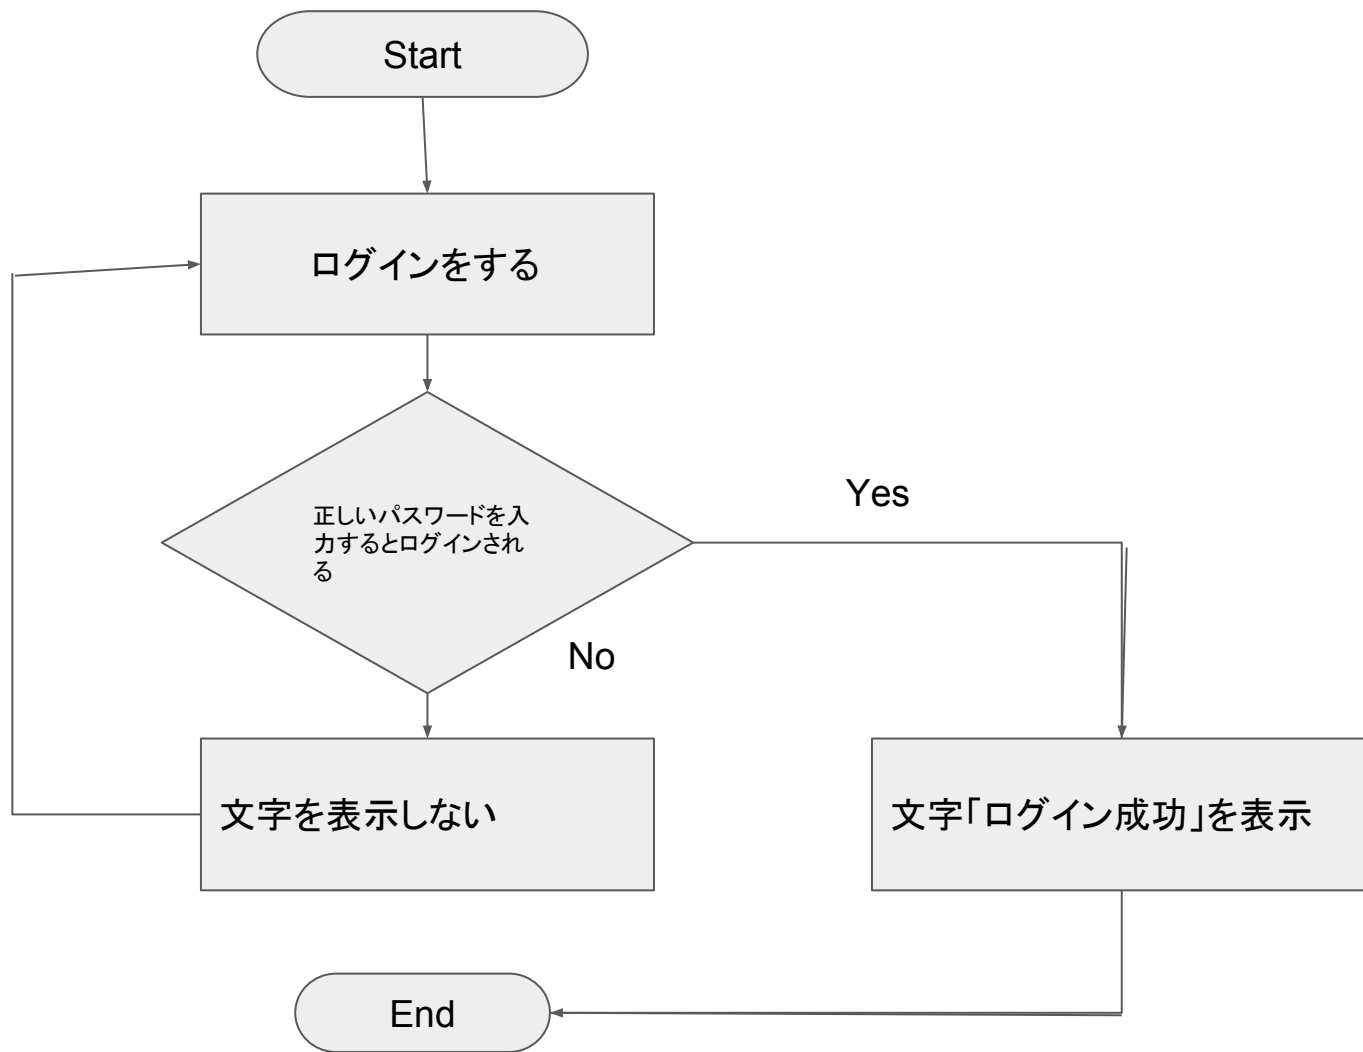 Start
ログインをする
正しいパスワードを入
力するとログインされ
る
Yes
No
文字を表示しない
文字「ログイン成功」を表示
End